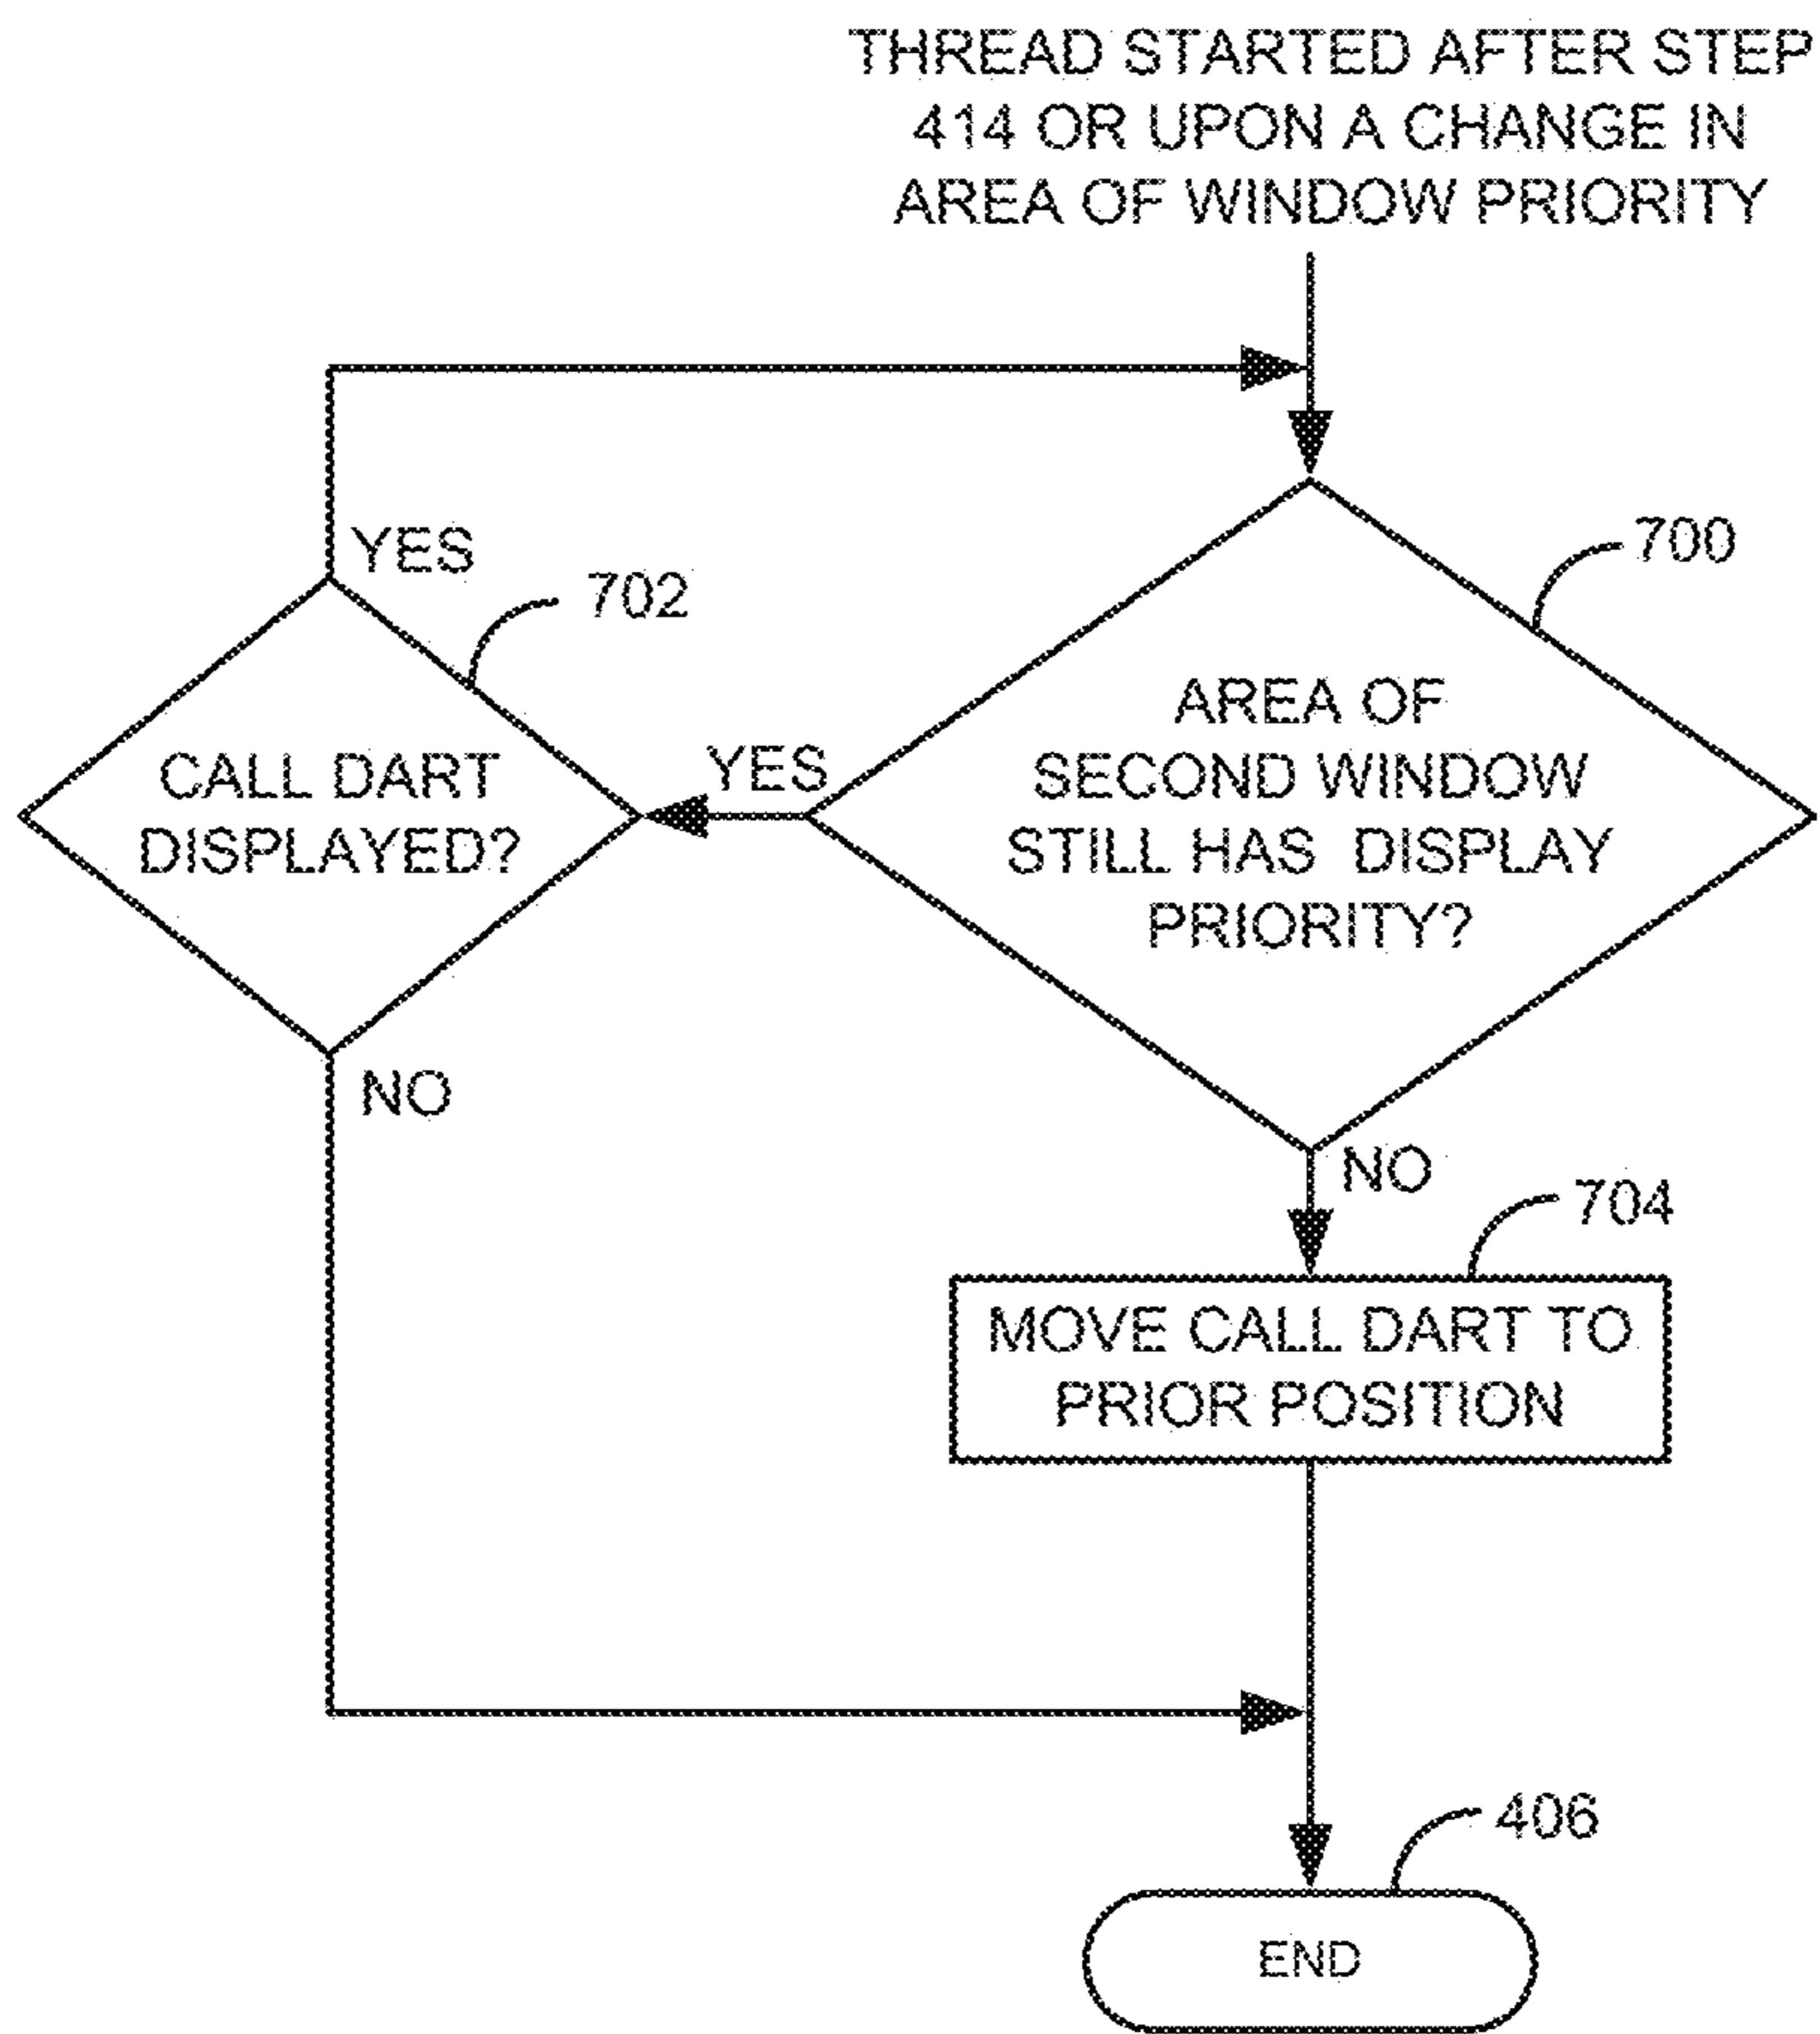 THREAD STARTED AFTER STEP
414 OR UPON A CHANGE IN
AREA OF WINDOW PRIORITY
700
AREA OF
SECOND WINDOW
STILL HAS DISPLAY
PRIORITY?
YES
702
CALL DART
DISPLAYED?
YES
NO
NO
704
MOVE CALL DART TO
PRIOR POSITION
406
END